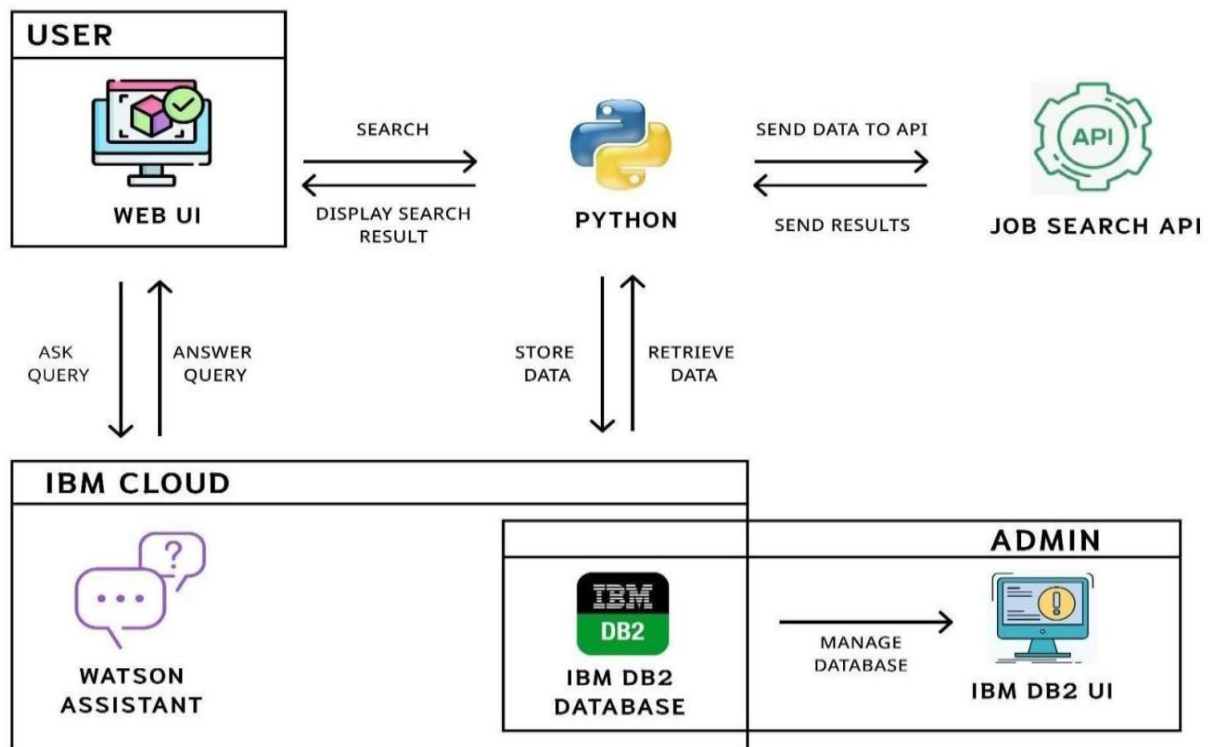 USER
WEB UI
SEARCH
DISPLAY SEARCH
RESULT
PYTHON
SEND DATA TO API
SEND RESULTS
API
JOB SEARCH API
ASK
QUERY
ANSWER
QUERY
STORE
DATA
RETRIEVE
DATA
IBM CLOUD
?
WATSON
ASSISTANT
ADMIN
IBM
DB2
IBM DB2
DATABASE
MANAGE
DATABASE
!
IBM DB2 UI